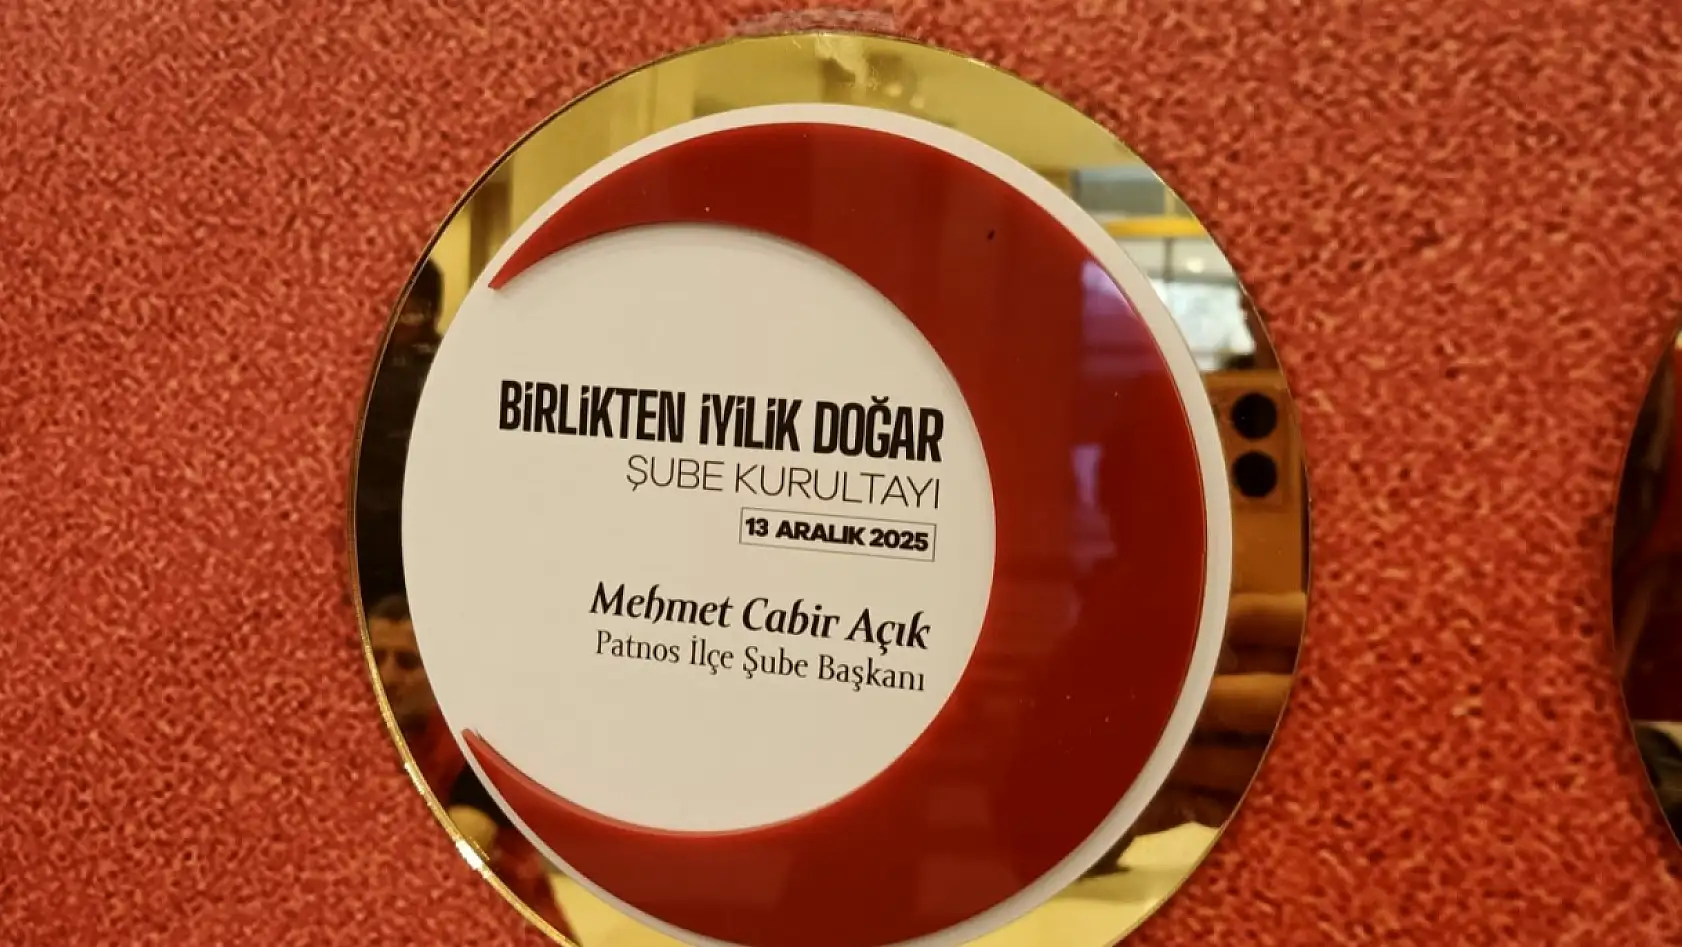 BİRLİKTEN İYİLİK DOĞAR
ŞUBE KURULTAYI
13 ARALIK 2025
Mehmet Cabir Açık
Patnos İlçe Şube Başkanı